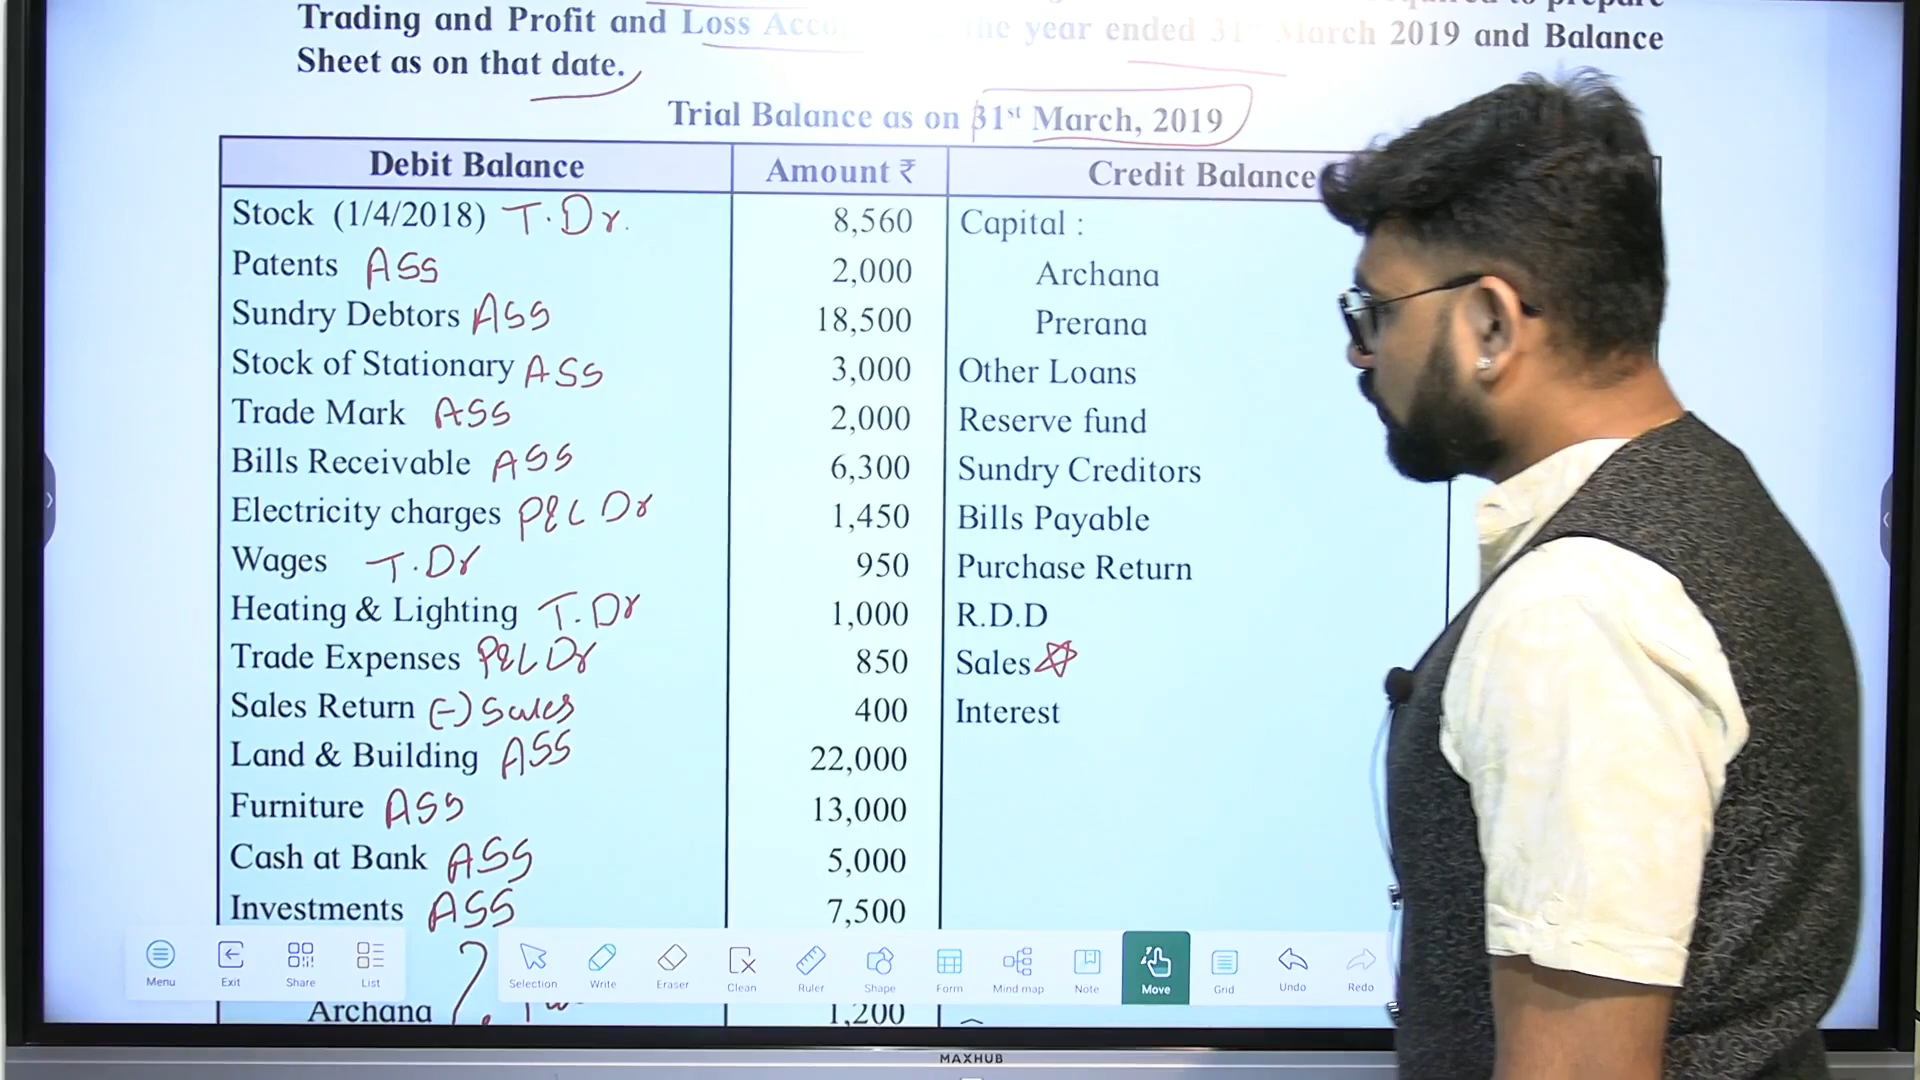 Trading and Profit and Loss Acco the year ended 31st March 2019 and Balance
Sheet as on that date.
Trial Balance as on 31st March, 2019
Debit Balance Amount ₹ Credit Balance
Stock (1/4/2018) T.Dr. 8,560 Capital :
Patents ASS 2,000 Archana
Sundry Debtors ASS 18,500 Prerana
Stock of Stationary ASS 3,000 Other Loans
Trade Mark ASS 2,000 Reserve fund
Bills Receivable ASS 6,300 Sundry Creditors
Electricity charges P&L Dr 1,450 Bills Payable
Wages T.Dr 950 Purchase Return
Heating & Lighting T.Dr 1,000 R.D.D
Trade Expenses P&L Dr 850 Sales
Sales Return (-) Sales 400 Interest
Land & Building ASS 22,000
Furniture ASS 13,000
Cash at Bank ASS 5,000
Investments ASS 7,500
Menu Exit Share List Selection Write Eraser Clean Ruler Shape Form Mind map Note Move Grid Undo Redo
Archana 1,200
MAXHUB